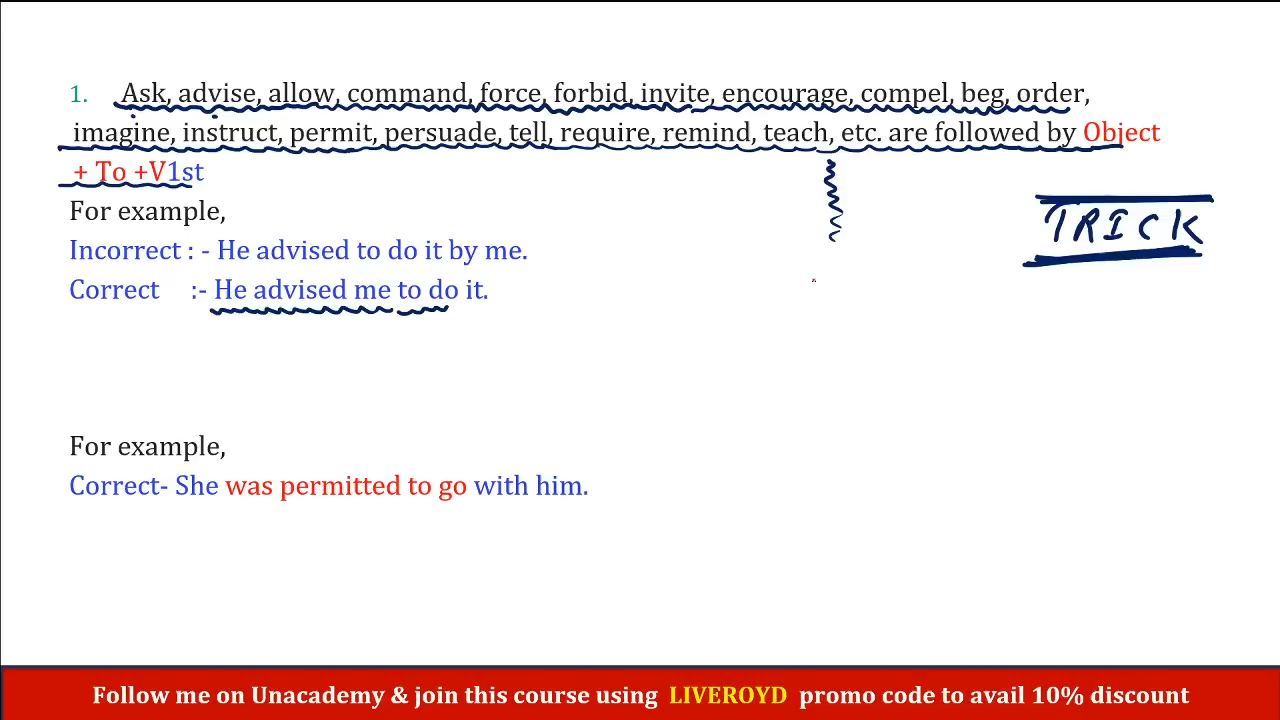 1. Ask, advise, allow, command, force, forbid, invite, encourage, compel, beg, order,
imagine, instruct, permit, persuade, tell, require, remind, teach, etc. are followed by Object
+ To +V1st
TRICK
For example,
Incorrect : - He advised to do it by me.
Correct :- He advised me to do it.
For example,
Correct- She was permitted to go with him.
Follow me on Unacademy & join this course using LIVEROYD promo code to avail 10% discount